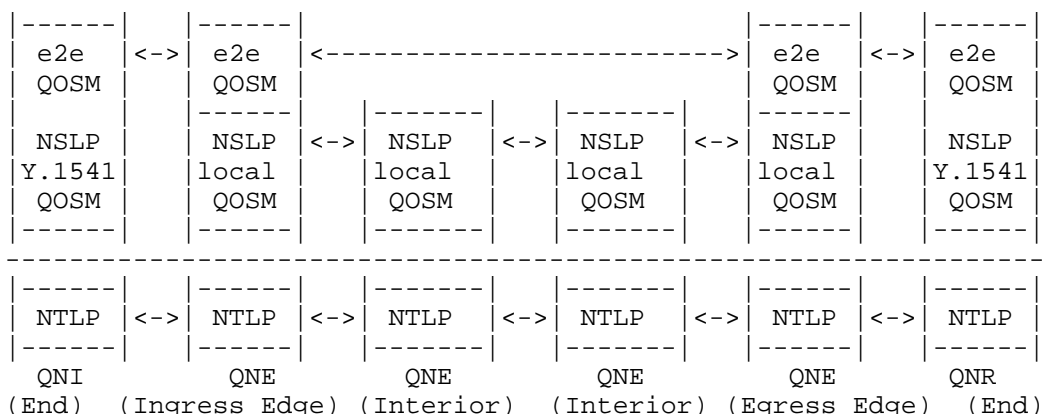 |------|   |------|                           |------|   |------|
| e2e  |<->| e2e  |<------------------------->| e2e  |<->| e2e  |
| QOSM |   | QOSM |                           | QOSM |   | QOSM |
|      |   |------|   |-------|   |-------|   |------|   |      |
| NSLP |   | NSLP |<->| NSLP  |<->| NSLP  |<->| NSLP |   | NSLP |
|Y.1541|   |local |   |local  |   |local  |   |local |   |Y.1541|
| QOSM |   | QOSM |   | QOSM  |   | QOSM  |   | QOSM |   | QOSM |
|------|   |------|   |-------|   |-------|   |------|   |------|
-----------------------------------------------------------------
|------|   |------|   |-------|   |-------|   |------|   |------|
| NTLP |<->| NTLP |<->| NTLP  |<->| NTLP  |<->| NTLP |<->| NTLP |
|------|   |------|   |-------|   |-------|   |------|   |------|
  QNI         QNE        QNE         QNE         QNE       QNR
(End)  (Ingress Edge) (Interior)  (Interior) (Egress Edge)  (End)